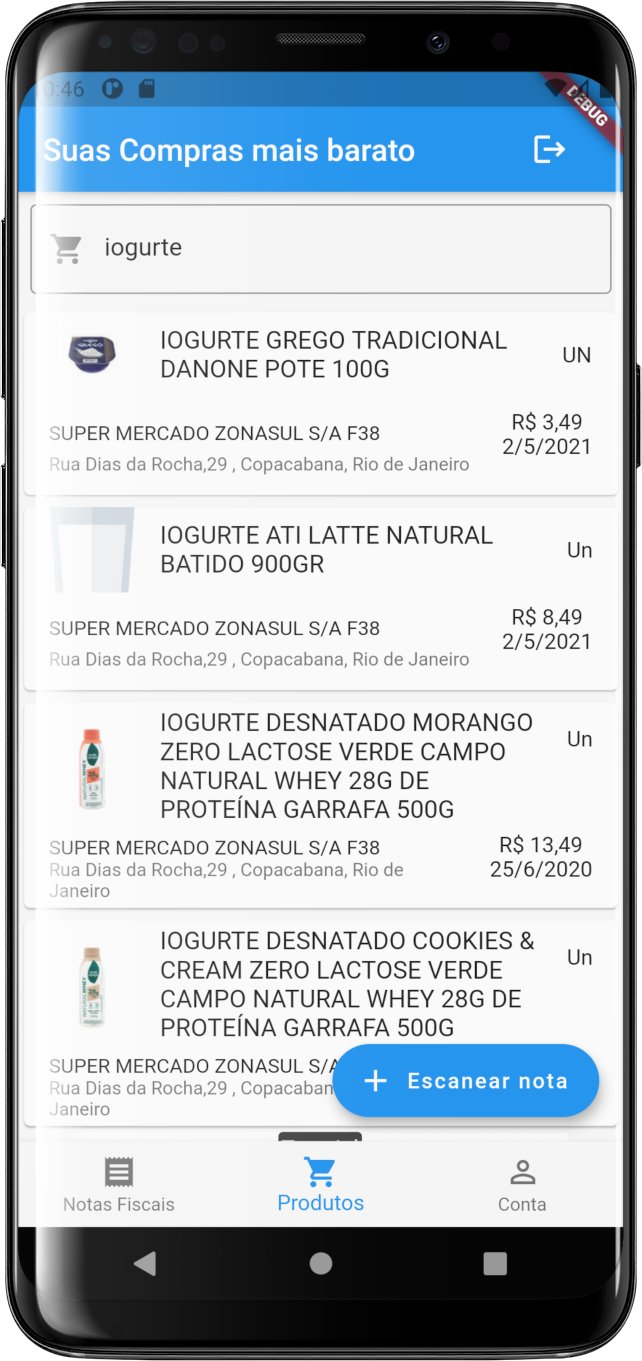 0:46
DEBUG
Suas Compras mais barato
iogurte
IOGURTE GREGO TRADICIONAL
DANONE POTE 100G
UN
SUPER MERCADO ZONASUL S/A F38
Rua Dias da Rocha,29 , Copacabana, Rio de Janeiro
R$ 3,49
2/5/2021
IOGURTE ATI LATTE NATURAL
BATIDO 900GR
Un
SUPER MERCADO ZONASUL S/A F38
Rua Dias da Rocha,29 , Copacabana, Rio de Janeiro
R$ 8,49
2/5/2021
IOGURTE DESNATADO MORANGO
ZERO LACTOSE VERDE CAMPO
NATURAL WHEY 28G DE
PROTEÍNA GARRAFA 500G
Un
SUPER MERCADO ZONASUL S/A F38
Rua Dias da Rocha,29 , Copacabana, Rio de
Janeiro
R$ 13,49
25/6/2020
IOGURTE DESNATADO COOKIES &
CREAM ZERO LACTOSE VERDE
CAMPO NATURAL WHEY 28G DE
PROTEÍNA GARRAFA 500G
Un
SUPER MERCADO ZONASUL S/A
Rua Dias da Rocha,29 , Copacaban
Janeiro
+ Escanear nota
Notas Fiscais
Produtos
Conta